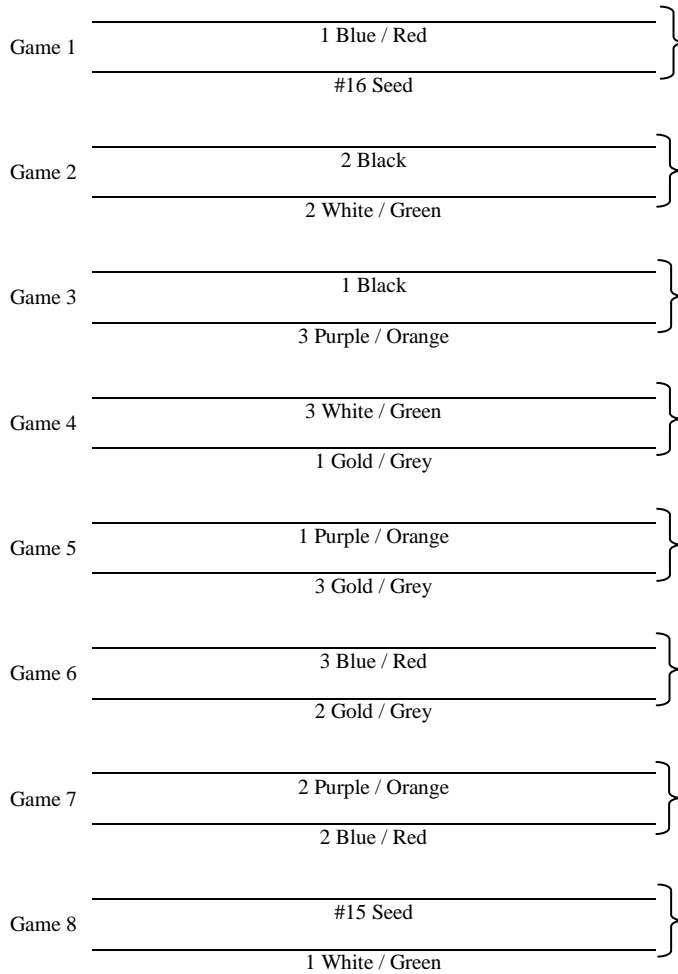 1 Blue / Red
Game 1
#16 Seed
2 Black
Game 2
2 White / Green
1 Black
Game 3
3 Purple / Orange
3 White / Green
Game 4
1 Gold / Grey
1 Purple / Orange
Game 5
3 Gold / Grey
3 Blue / Red
Game 6
2 Gold / Grey
2 Purple / Orange
Game 7
2 Blue / Red
#15 Seed
Game 8
1 White / Green